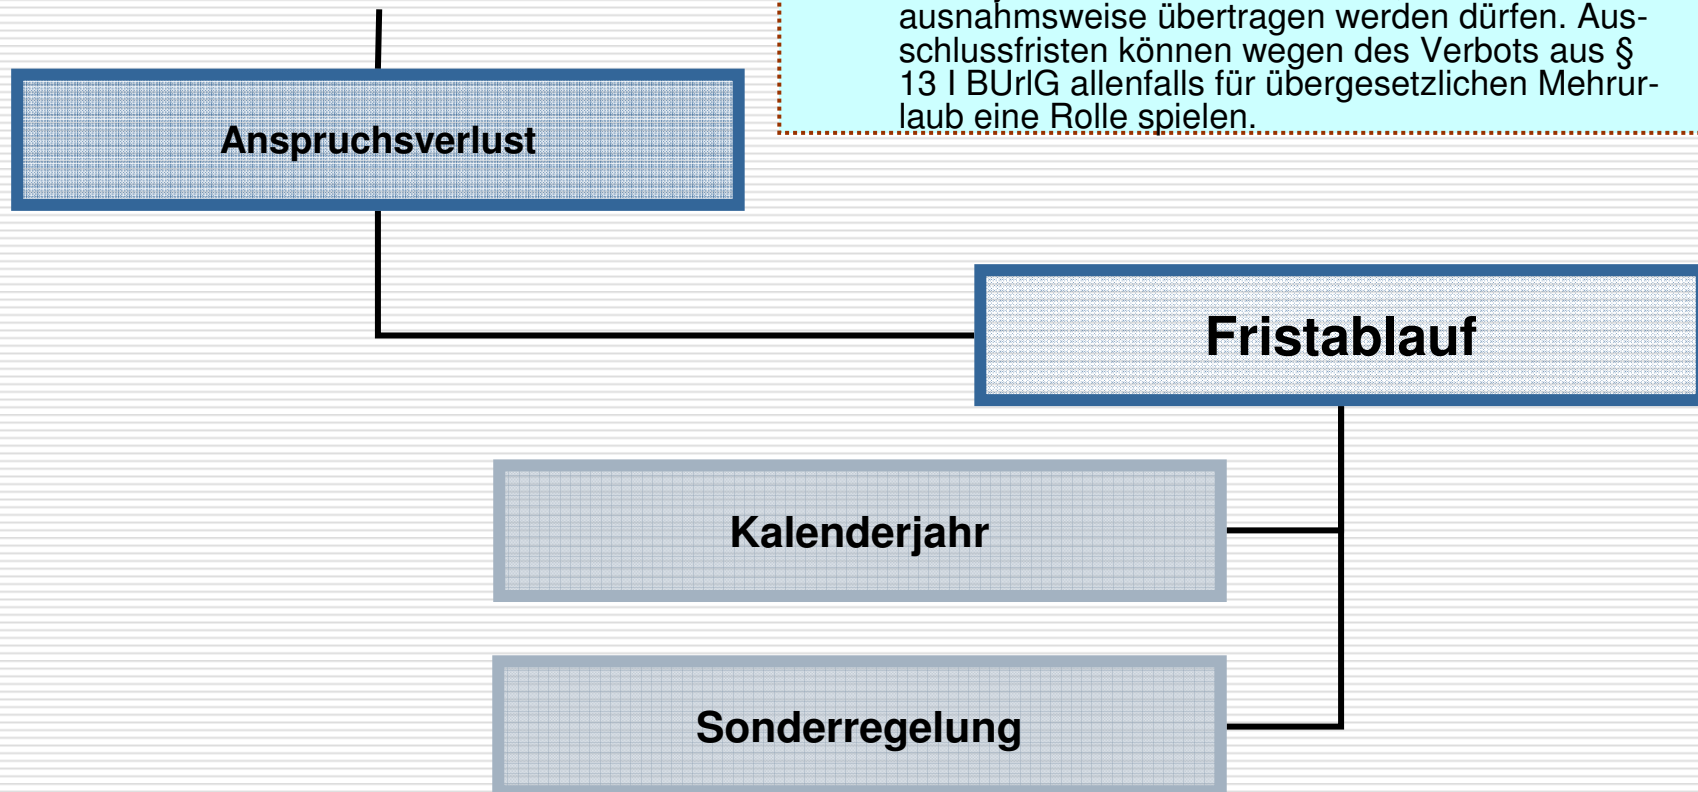 ausnahmsweise übertragen werden dürfen. Aus-
schlussfristen können wegen des Verbots aus §
13 I BUrlG allenfalls für übergesetzlichen Mehrur-
laub eine Rolle spielen.
Anspruchsverlust
Fristablauf
Kalenderjahr
Sonderregelung